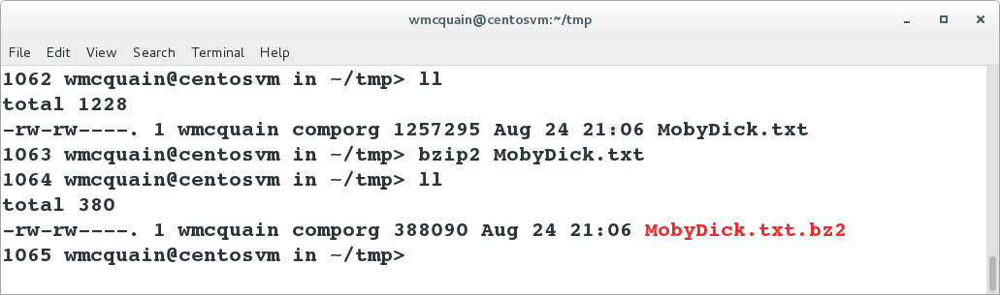 wmcquain@centosvm:~/tmp
File Edit View Search Terminal Help
1062 wmcquain@centosvm in ~/tmp> ll
total 1228
-rw-rw----. 1 wmcquain comporg 1257295 Aug 24 21:06 MobyDick.txt
1063 wmcquain@centosvm in ~/tmp> bzip2 MobyDick.txt
1064 wmcquain@centosvm in ~/tmp> ll
total 380
-rw-rw----. 1 wmcquain comporg 388090 Aug 24 21:06 MobyDick.txt.bz2
1065 wmcquain@centosvm in ~/tmp>